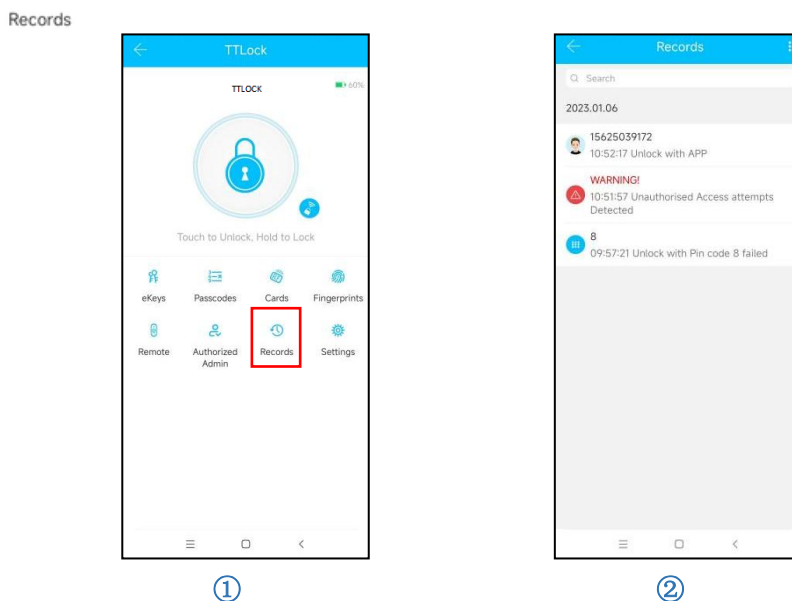 Records
TTLock
TTLOCK
60%
Touch to Unlock, Hold to Lock
eKeys
Passcodes
Cards
Fingerprints
Remote
Authorized
Admin
Records
Settings
①
Records
Search
2023.01.06
15625039172
10:52:17 Unlock with APP
WARNING!
10:51:57 Unauthorised Access attempts
Detected
8
09:57:21 Unlock with Pin code 8 failed
②